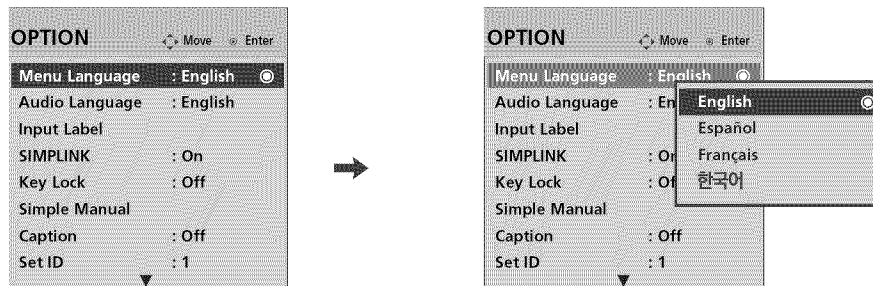 OPTION Move Enter
Menu Language : English
Audio Language : English
Input Label
SIMPLINK : On
Key Lock : Off
Simple Manual
Caption : Off
Set ID : 1
OPTION Move Enter
Menu Language : English
Audio Language : En
Input Label
SIMPLINK : On
Key Lock : Of
Simple Manual
Caption : Off
Set ID : 1
English
Español
Français
한국어